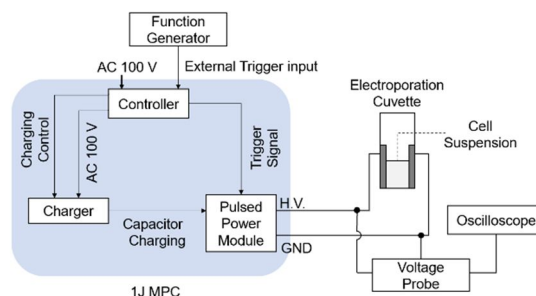 Function
Generator
AC 100 V
External Trigger input
Controller
Charging
Control
AC 100 V
Trigger
Signal
Charger
Capacitor
Charging
Pulsed
Power
Module
H.V.
GND
1J MPC
Electroporation
Cuvette
Cell
Suspension
Oscilloscope
Voltage
Probe